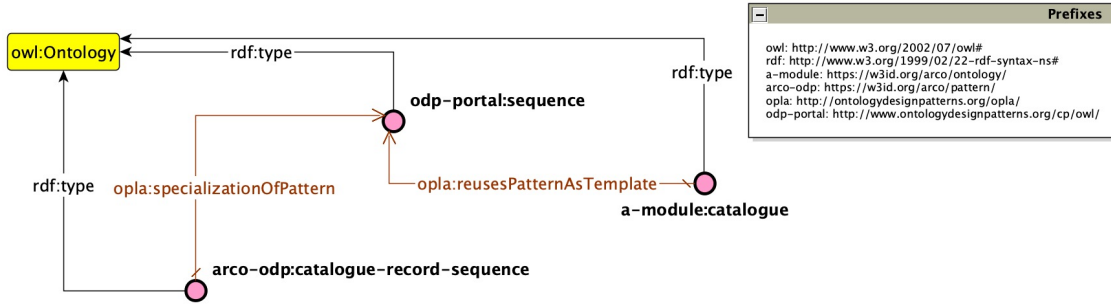 owl:Ontology
rdf:type
rdf:type
odp-portal:sequence
rdf:type
opla:specializationOfPattern
opla:reusesPatternAsTemplate
a-module:catalogue
arco-odp:catalogue-record-sequence
Prefixes
owl: http://www.w3.org/2002/07/owl#
rdf: http://www.w3.org/1999/02/22-rdf-syntax-ns#
a-module: https://w3id.org/arco/ontology/
arco-odp: https://w3id.org/arco/pattern/
opla: http://ontologydesignpatterns.org/opla/
odp-portal: http://www.ontologydesignpatterns.org/cp/owl/